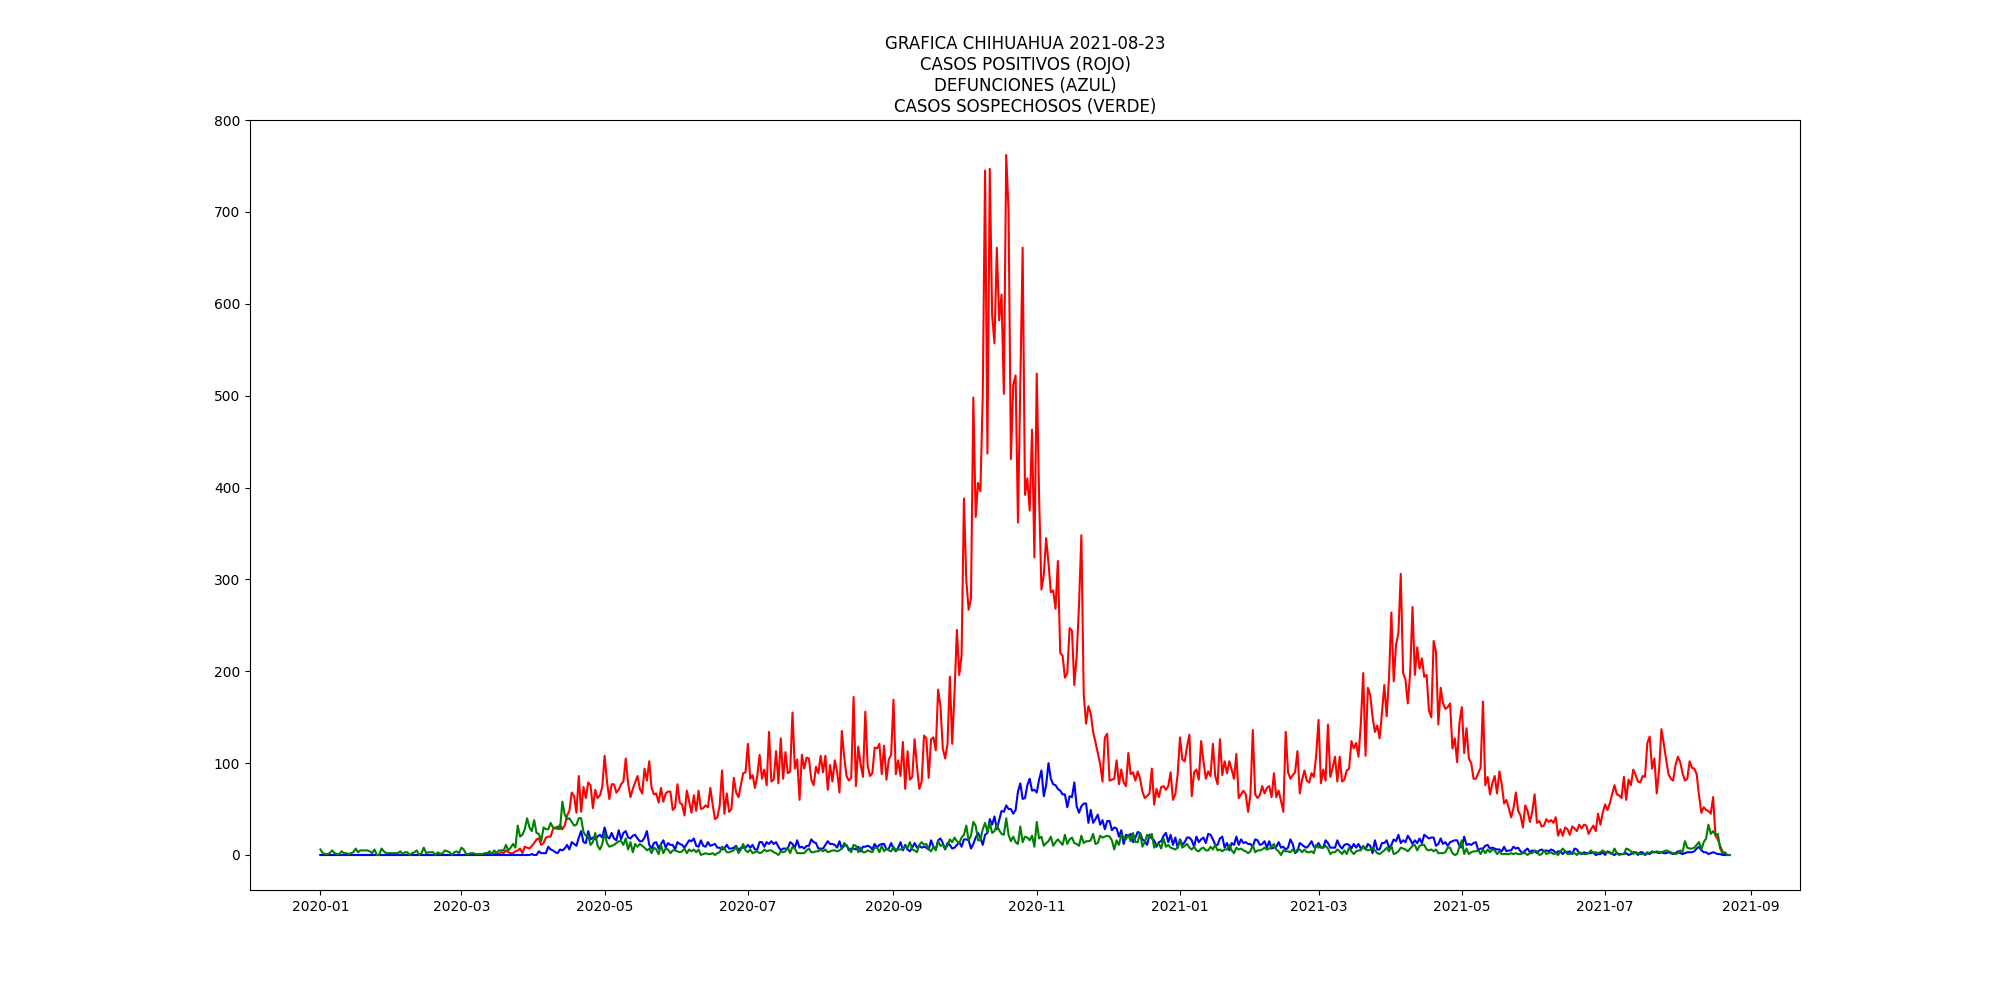 GRAFICA CHIHUAHUA 2021-08-23
CASOS POSITIVOS (ROJO)
DEFUNCIONES (AZUL)
CASOS SOSPECHOSOS (VERDE)
800
700
600
500
400
300
200
100
0
2020-01 2020-03 2020-05 2020-07 2020-09 2020-11 2021-01 2021-03 2021-05 2021-07 2021-09